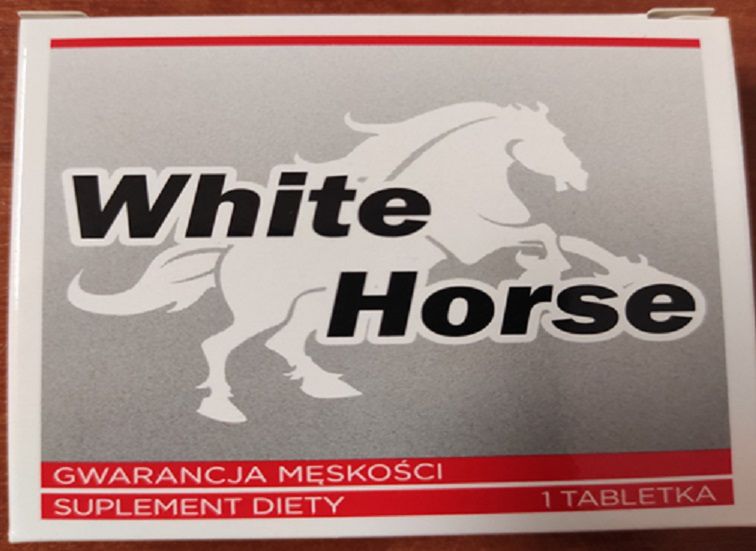 White
Horse
GWARANCJA MĘSKOŚCI
SUPLEMENT DIETY 1 TABLETKA